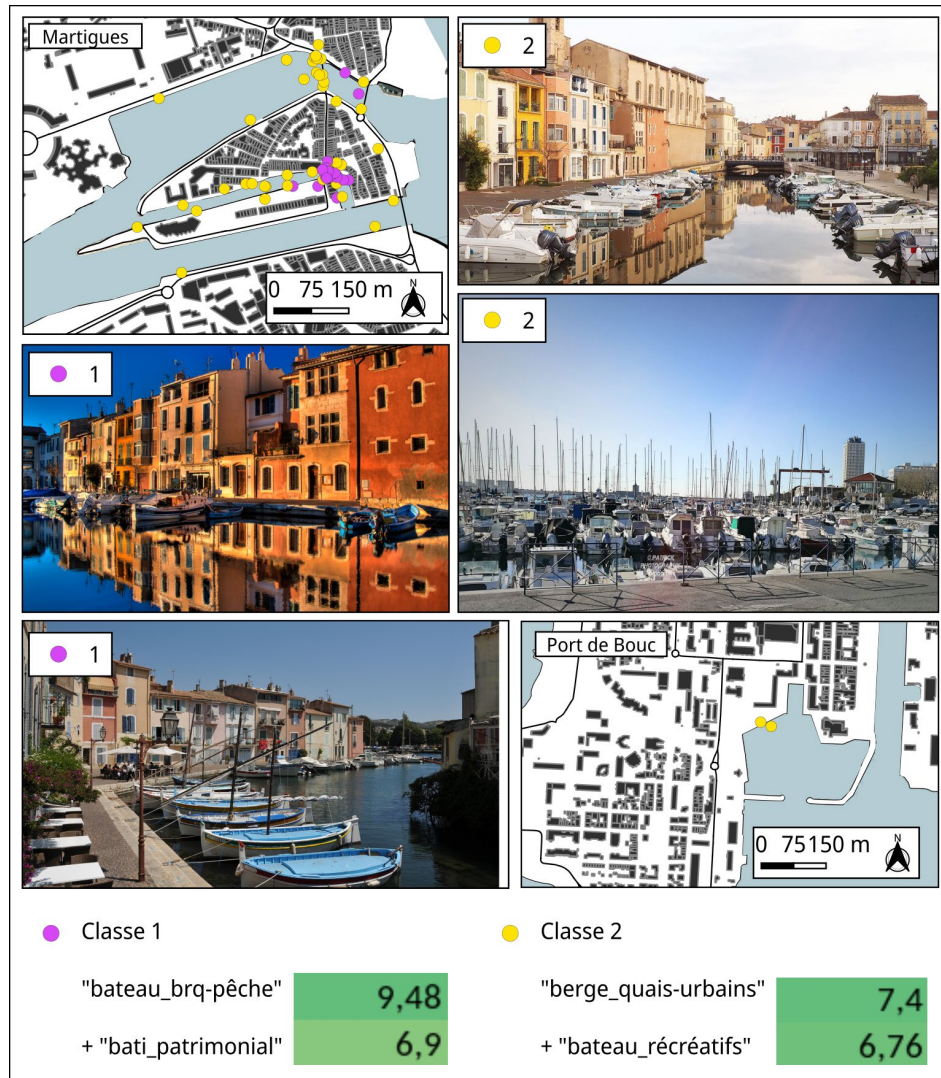 Martigues
N
0 75 150 m
2
2
1
1
Port de Bouc
N
0 75150 m
Classe 1
"bateau_brq-pêche" 9,48
+ "bati_patrimonial" 6,9
Classe 2
"berge_quais-urbains" 7,4
+ "bateau_récréatifs" 6,76